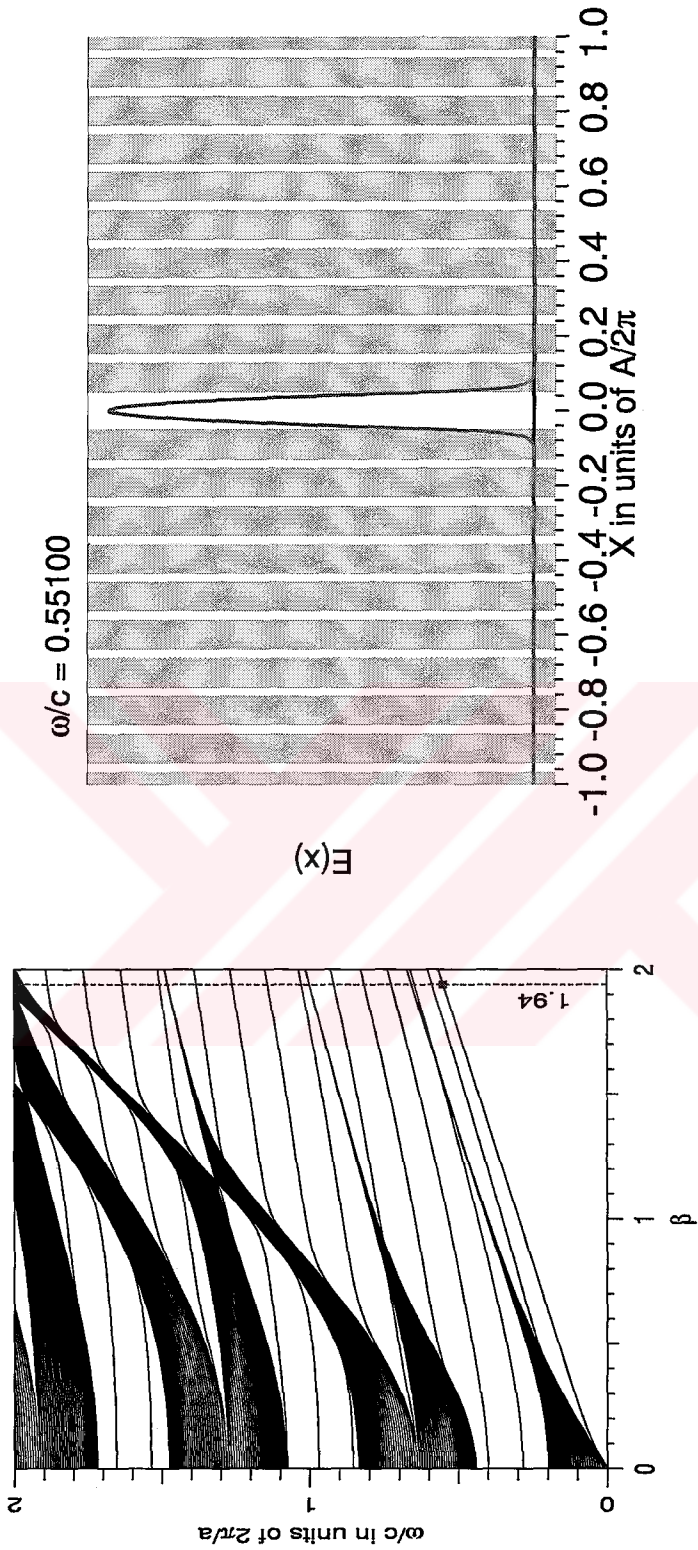 ω/c = 0.55100
E(x)
-1.0 -0.8 -0.6 -0.4 -0.2 0.0 0.2 0.4 0.6 0.8 1.0
X in units of A/2π
ω/c in units of 2π/a
2
1
0
1.94
0 1 2
β